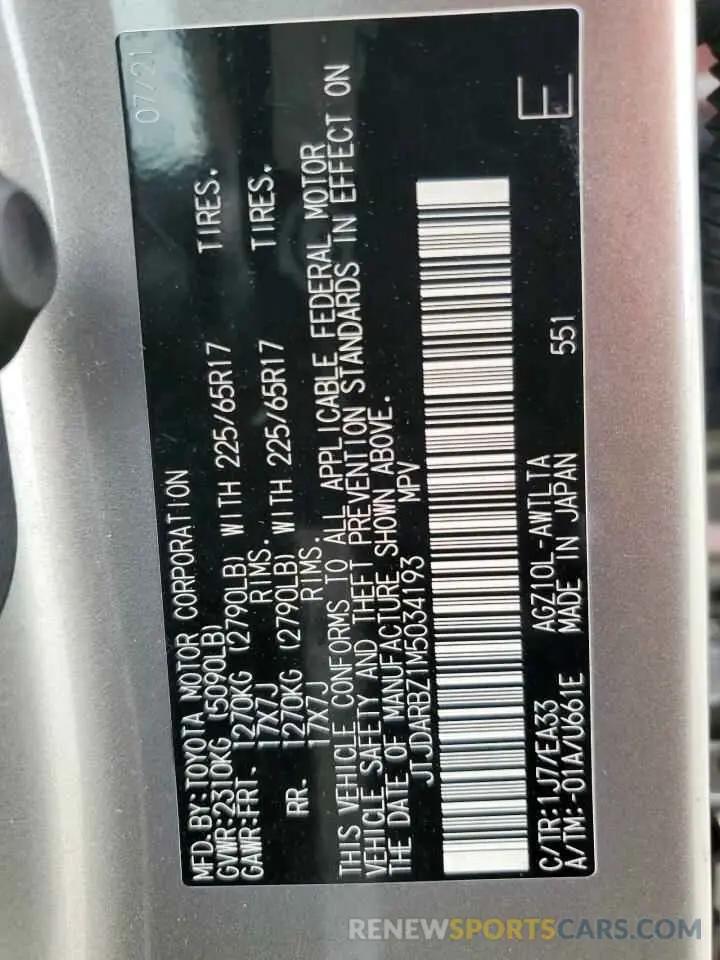 MFD.BY:TOYOTA MOTOR CORPORATION 07/21
GVWR:2310KG (5090LB)
GAWR:FRT. 1270KG (2790LB) WITH 225/65R17 TIRES.
17X7J RIMS.
RR. 1270KG (2790LB) WITH 225/65R17 TIRES.
17X7J RIMS.
THIS VEHICLE CONFORMS TO ALL APPLICABLE FEDERAL MOTOR
VEHICLE SAFETY AND THEFT PREVENTION STANDARDS IN EFFECT ON
THE DATE OF MANUFACTURE SHOWN ABOVE.
JTJDARBZ1M5034193 MPV
E
C/TR:1J7/EA33 AGZ10L-AWTLTA
A/TM:-01A/U661E MADE IN JAPAN 551
RENEWSPORTSCARS.COM